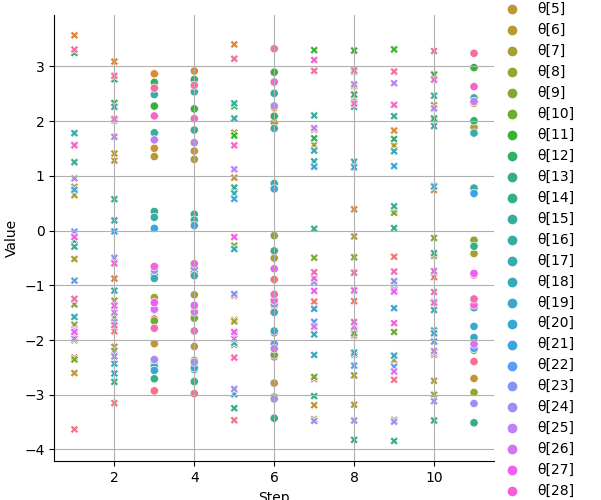 Value
3
2
1
0
−1
−2
−3
−4
2
4
6
8
10
Step
θ[5]
θ[6]
θ[7]
θ[8]
θ[9]
θ[10]
θ[11]
θ[12]
θ[13]
θ[14]
θ[15]
θ[16]
θ[17]
θ[18]
θ[19]
θ[20]
θ[21]
θ[22]
θ[23]
θ[24]
θ[25]
θ[26]
θ[27]
θ[28]